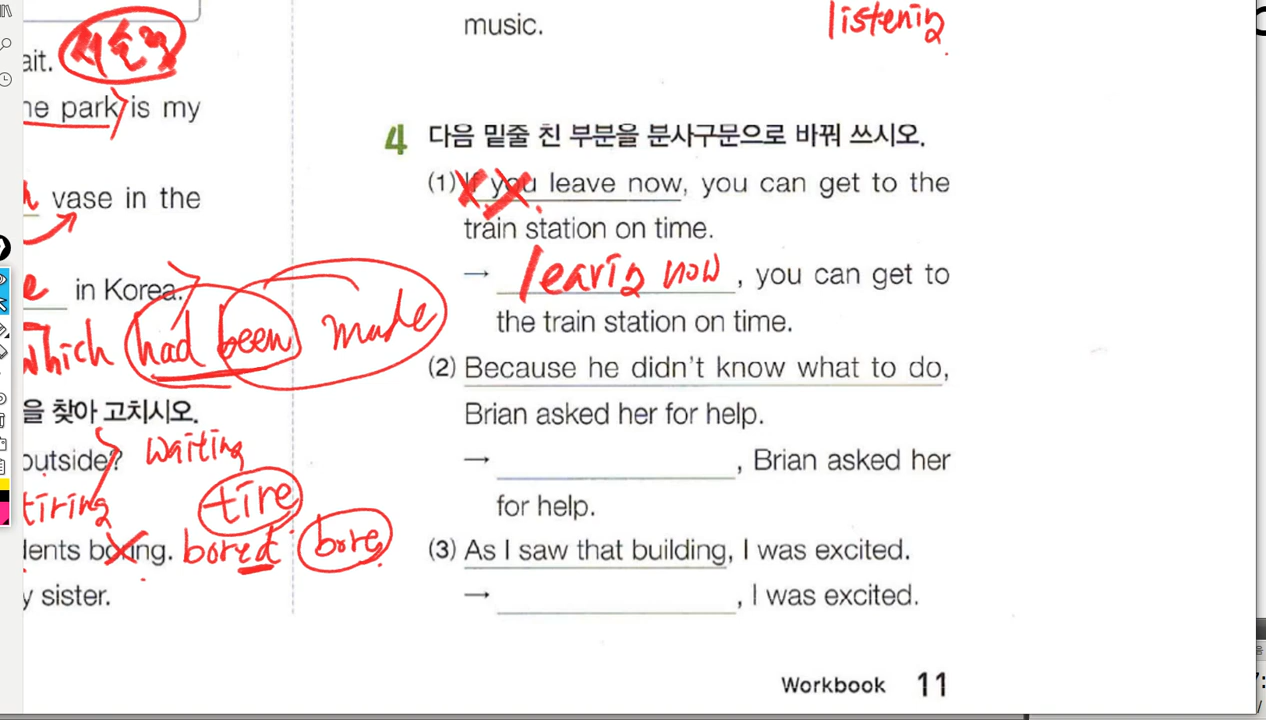 music.
listening
ait. 저술형
ne park is my
vase in the
in Korea.
which had been made
을 찾아 고치시오.
outside? waiting
tiring tire
dents boring. bored bore
y sister.
4 다음 밑줄 친 부분을 분사구문으로 바꿔 쓰시오.
(1) If you leave now, you can get to the
train station on time.
→ leaving now, you can get to
the train station on time.
(2) Because he didn't know what to do,
Brian asked her for help.
→ , Brian asked her
for help.
(3) As I saw that building, I was excited.
→ , I was excited.
Workbook 11